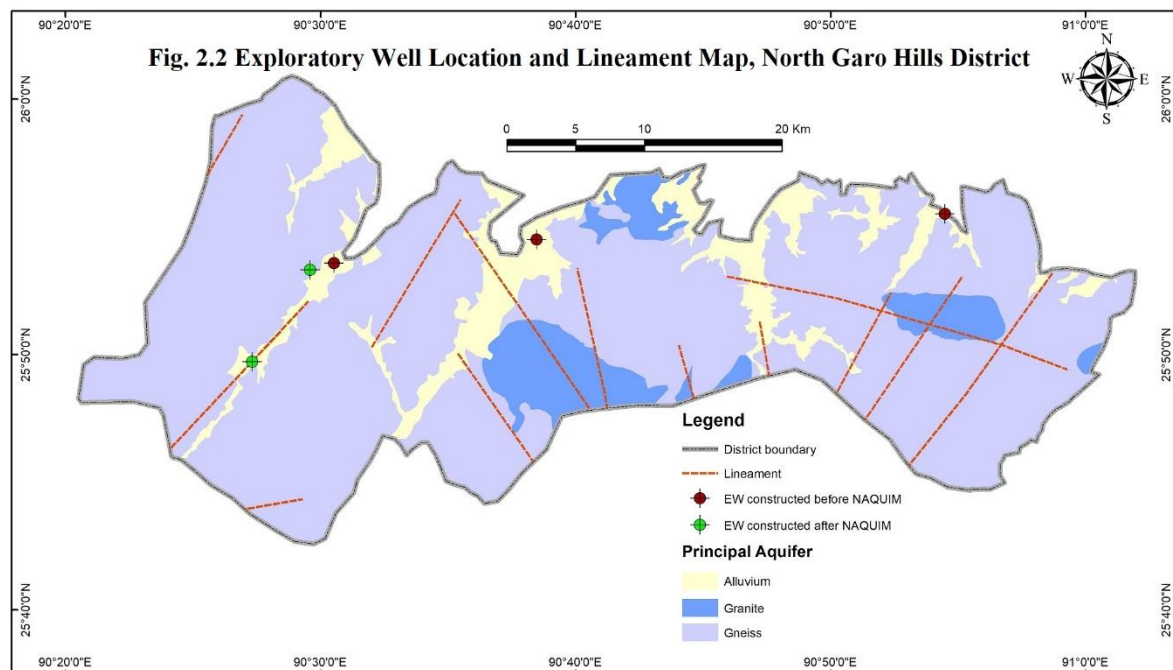 90°20'0"E 90°30'0"E 90°40'0"E 90°50'0"E 91°0'0"E
Fig. 2.2 Exploratory Well Location and Lineament Map, North Garo Hills District
N
W E
S
26°0'0"N 26°0'0"N
0 5 10 20 Km
25°50'0"N 25°50'0"N
Legend
District boundary
Lineament
EW constructed before NAQUIM
EW constructed after NAQUIM
Principal Aquifer
Alluvium
Granite
Gneiss
25°40'0"N 25°40'0"N
90°20'0"E 90°30'0"E 90°40'0"E 90°50'0"E 91°0'0"E